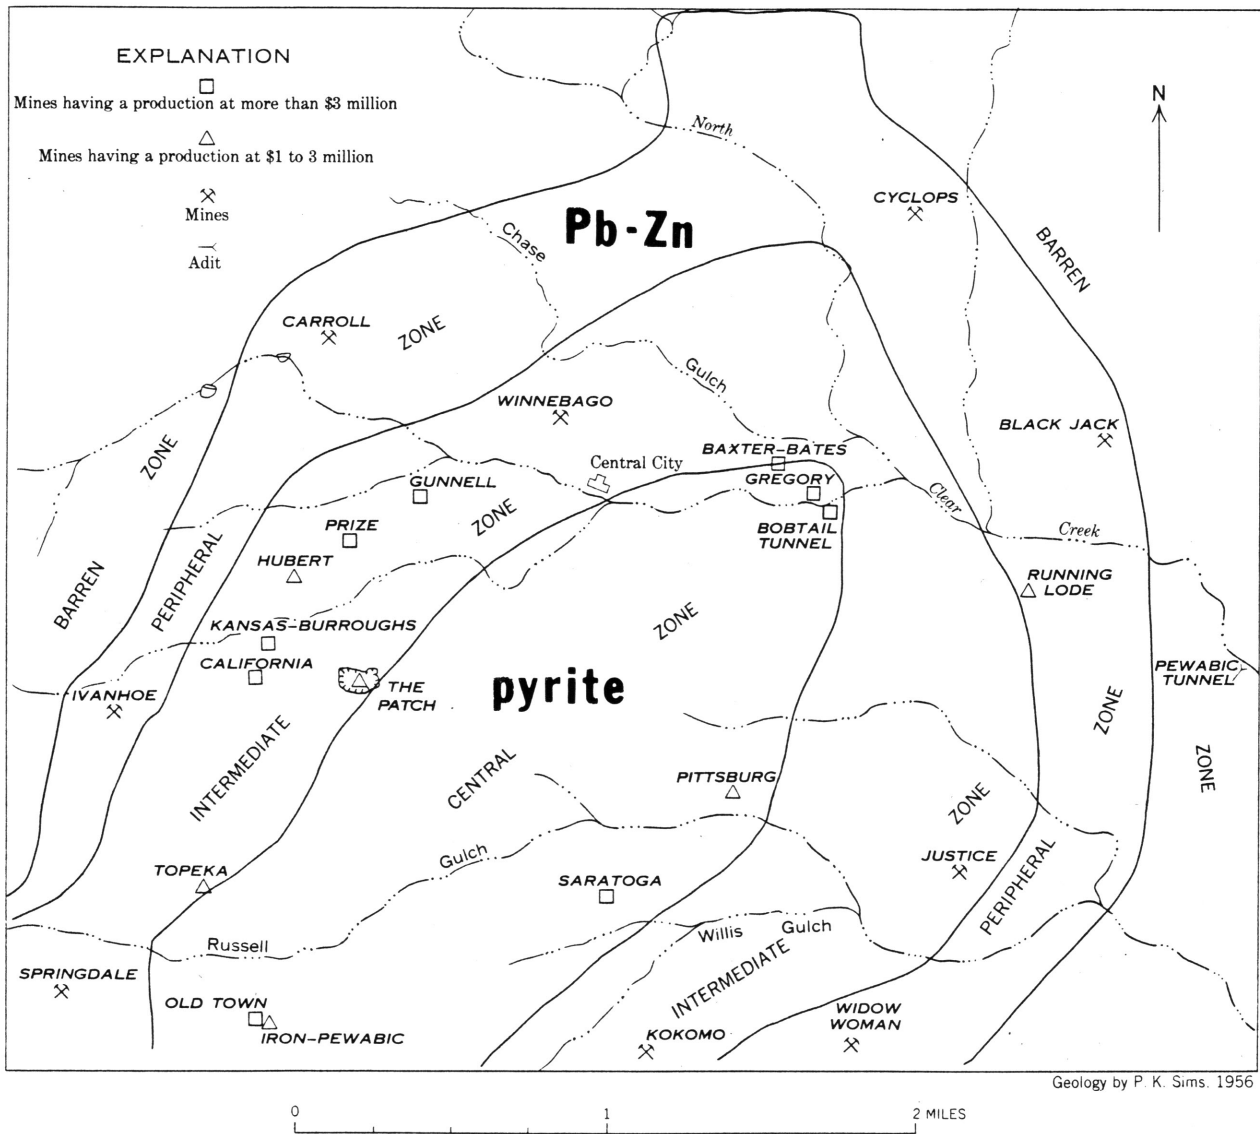 EXPLANATION
Mines having a production at more than $3 million
Mines having a production at $1 to 3 million
Mines
Adit
N
North
CYCLOPS
Pb-Zn
Chase
BARREN
CARROLL
ZONE
Gulch
WINNEBAGO
BLACK JACK
ZONE
BAXTER-BATES
Central City
GUNNELL
GREGORY
Clear
ZONE
PRIZE
BOBTAIL
TUNNEL
Creek
HUBERT
PERIPHERAL
RUNNING
LODE
BARREN
KANSAS-BURROUGHS
ZONE
CALIFORNIA
PEWABIC
TUNNEL
IVANHOE
THE
PATCH
pyrite
ZONE
INTERMEDIATE
CENTRAL
PITTSBURG
ZONE
ZONE
Gulch
JUSTICE
TOPEKA
SARATOGA
PERIPHERAL
Russell
Willis
Gulch
SPRINGDALE
INTERMEDIATE
OLD TOWN
WIDOW
WOMAN
IRON-PEWABIC
KOKOMO
Geology by P. K. Sims. 1956
0 1 2 MILES